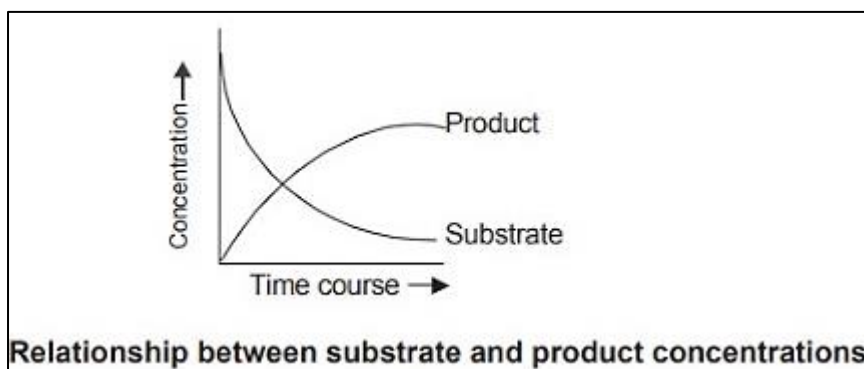 Concentration
Product
Substrate
Time course
Relationship between substrate and product concentrations